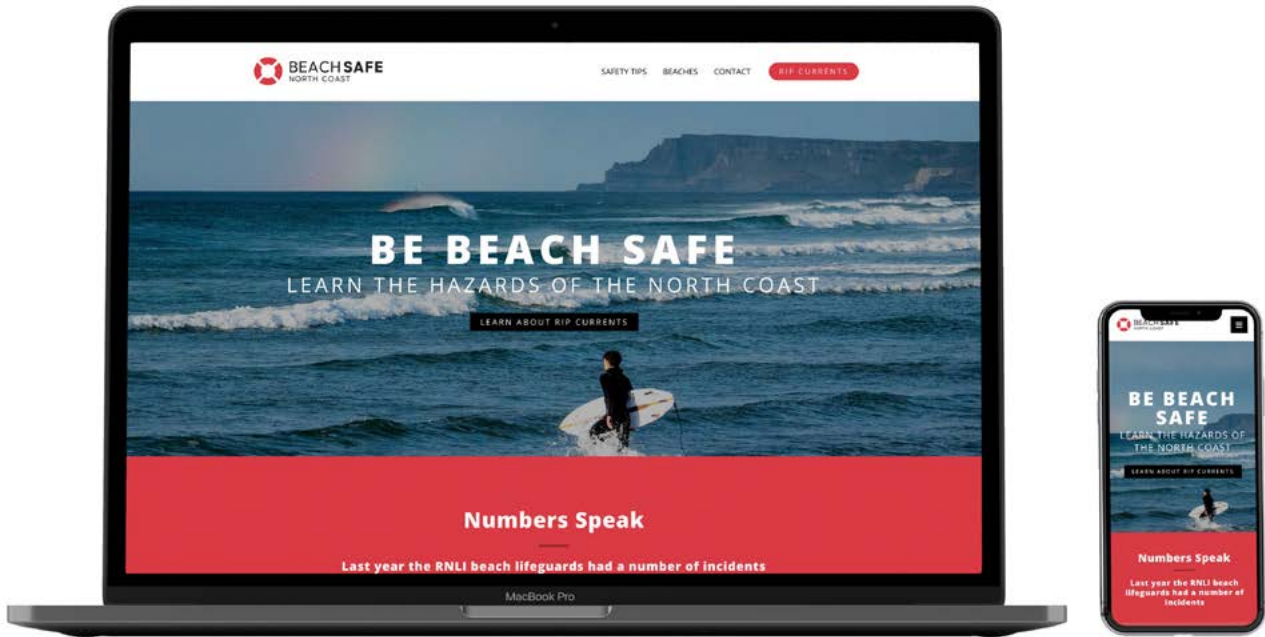 BEACH SAFE
NORTH COAST
SAFETY TIPS BEACHES CONTACT RIP CURRENTS
BE BEACH SAFE
LEARN THE HAZARDS OF THE NORTH COAST
LEARN ABOUT RIP CURRENTS
Numbers Speak
Last year the RNLI beach lifeguards had a number of incidents
MacBook Pro
BEACH SAFE
NORTH COAST
BE BEACH
SAFE
LEARN THE HAZARDS OF
THE NORTH COAST
LEARN ABOUT RIP CURRENTS
Numbers Speak
Last year the RNLI beach
lifeguards had a number of
incidents